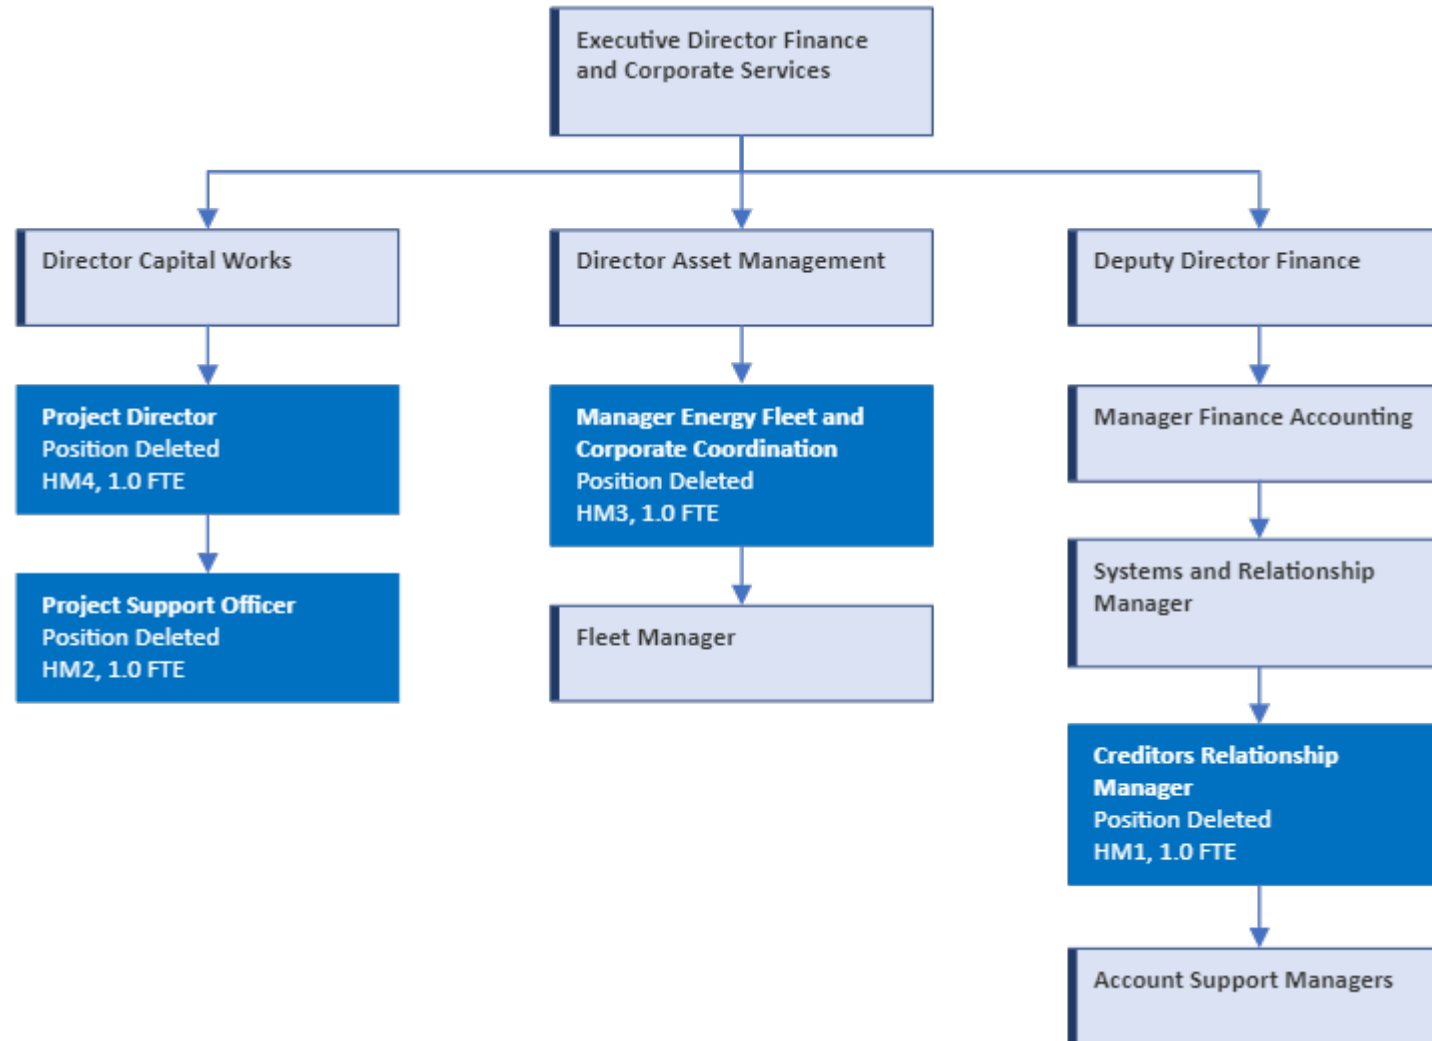 Executive Director Finance
and Corporate Services
Director Capital Works
Director Asset Management
Deputy Director Finance
Project Director
Position Deleted
HM4, 1.0 FTE
Manager Energy Fleet and
Corporate Coordination
Position Deleted
HM3, 1.0 FTE
Manager Finance Accounting
Project Support Officer
Position Deleted
HM2, 1.0 FTE
Fleet Manager
Systems and Relationship
Manager
Creditors Relationship
Manager
Position Deleted
HM1, 1.0 FTE
Account Support Managers